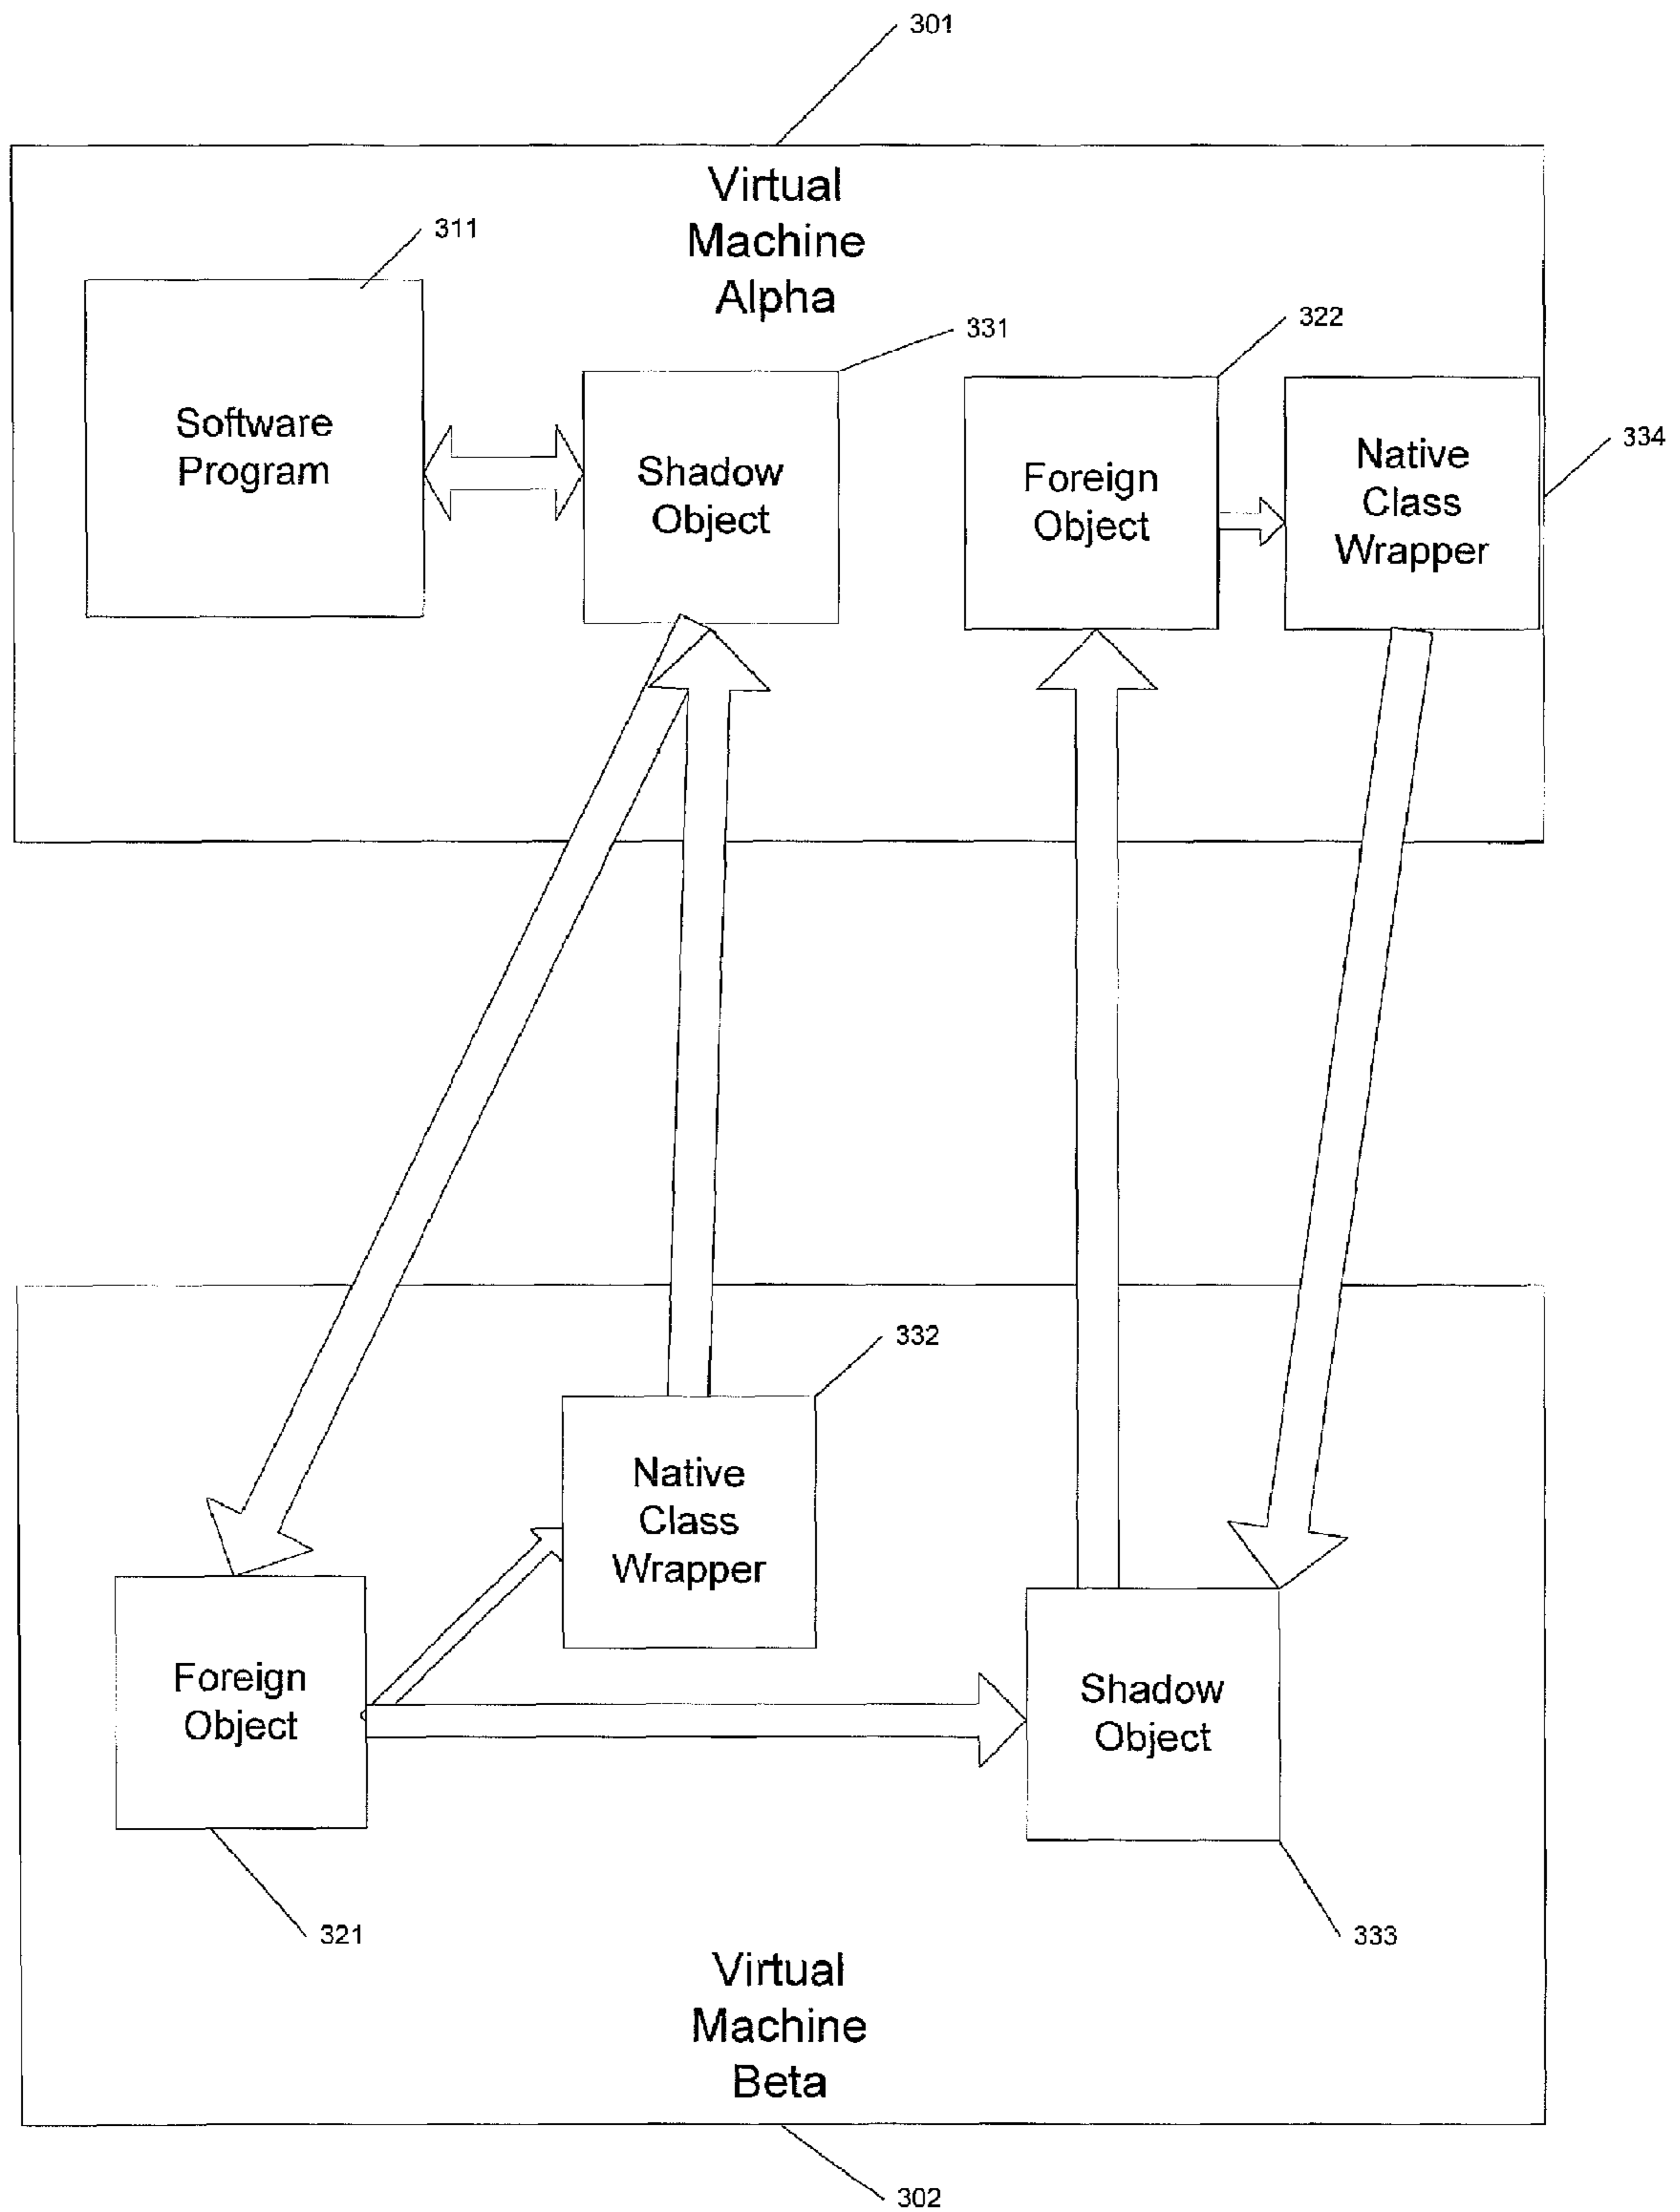 301
Virtual
Machine
Alpha
311
331
322
334
Software
Program
Shadow
Object
Foreign
Object
Native
Class
Wrapper
332
Native
Class
Wrapper
Foreign
Object
Shadow
Object
321
333
Virtual
Machine
Beta
302